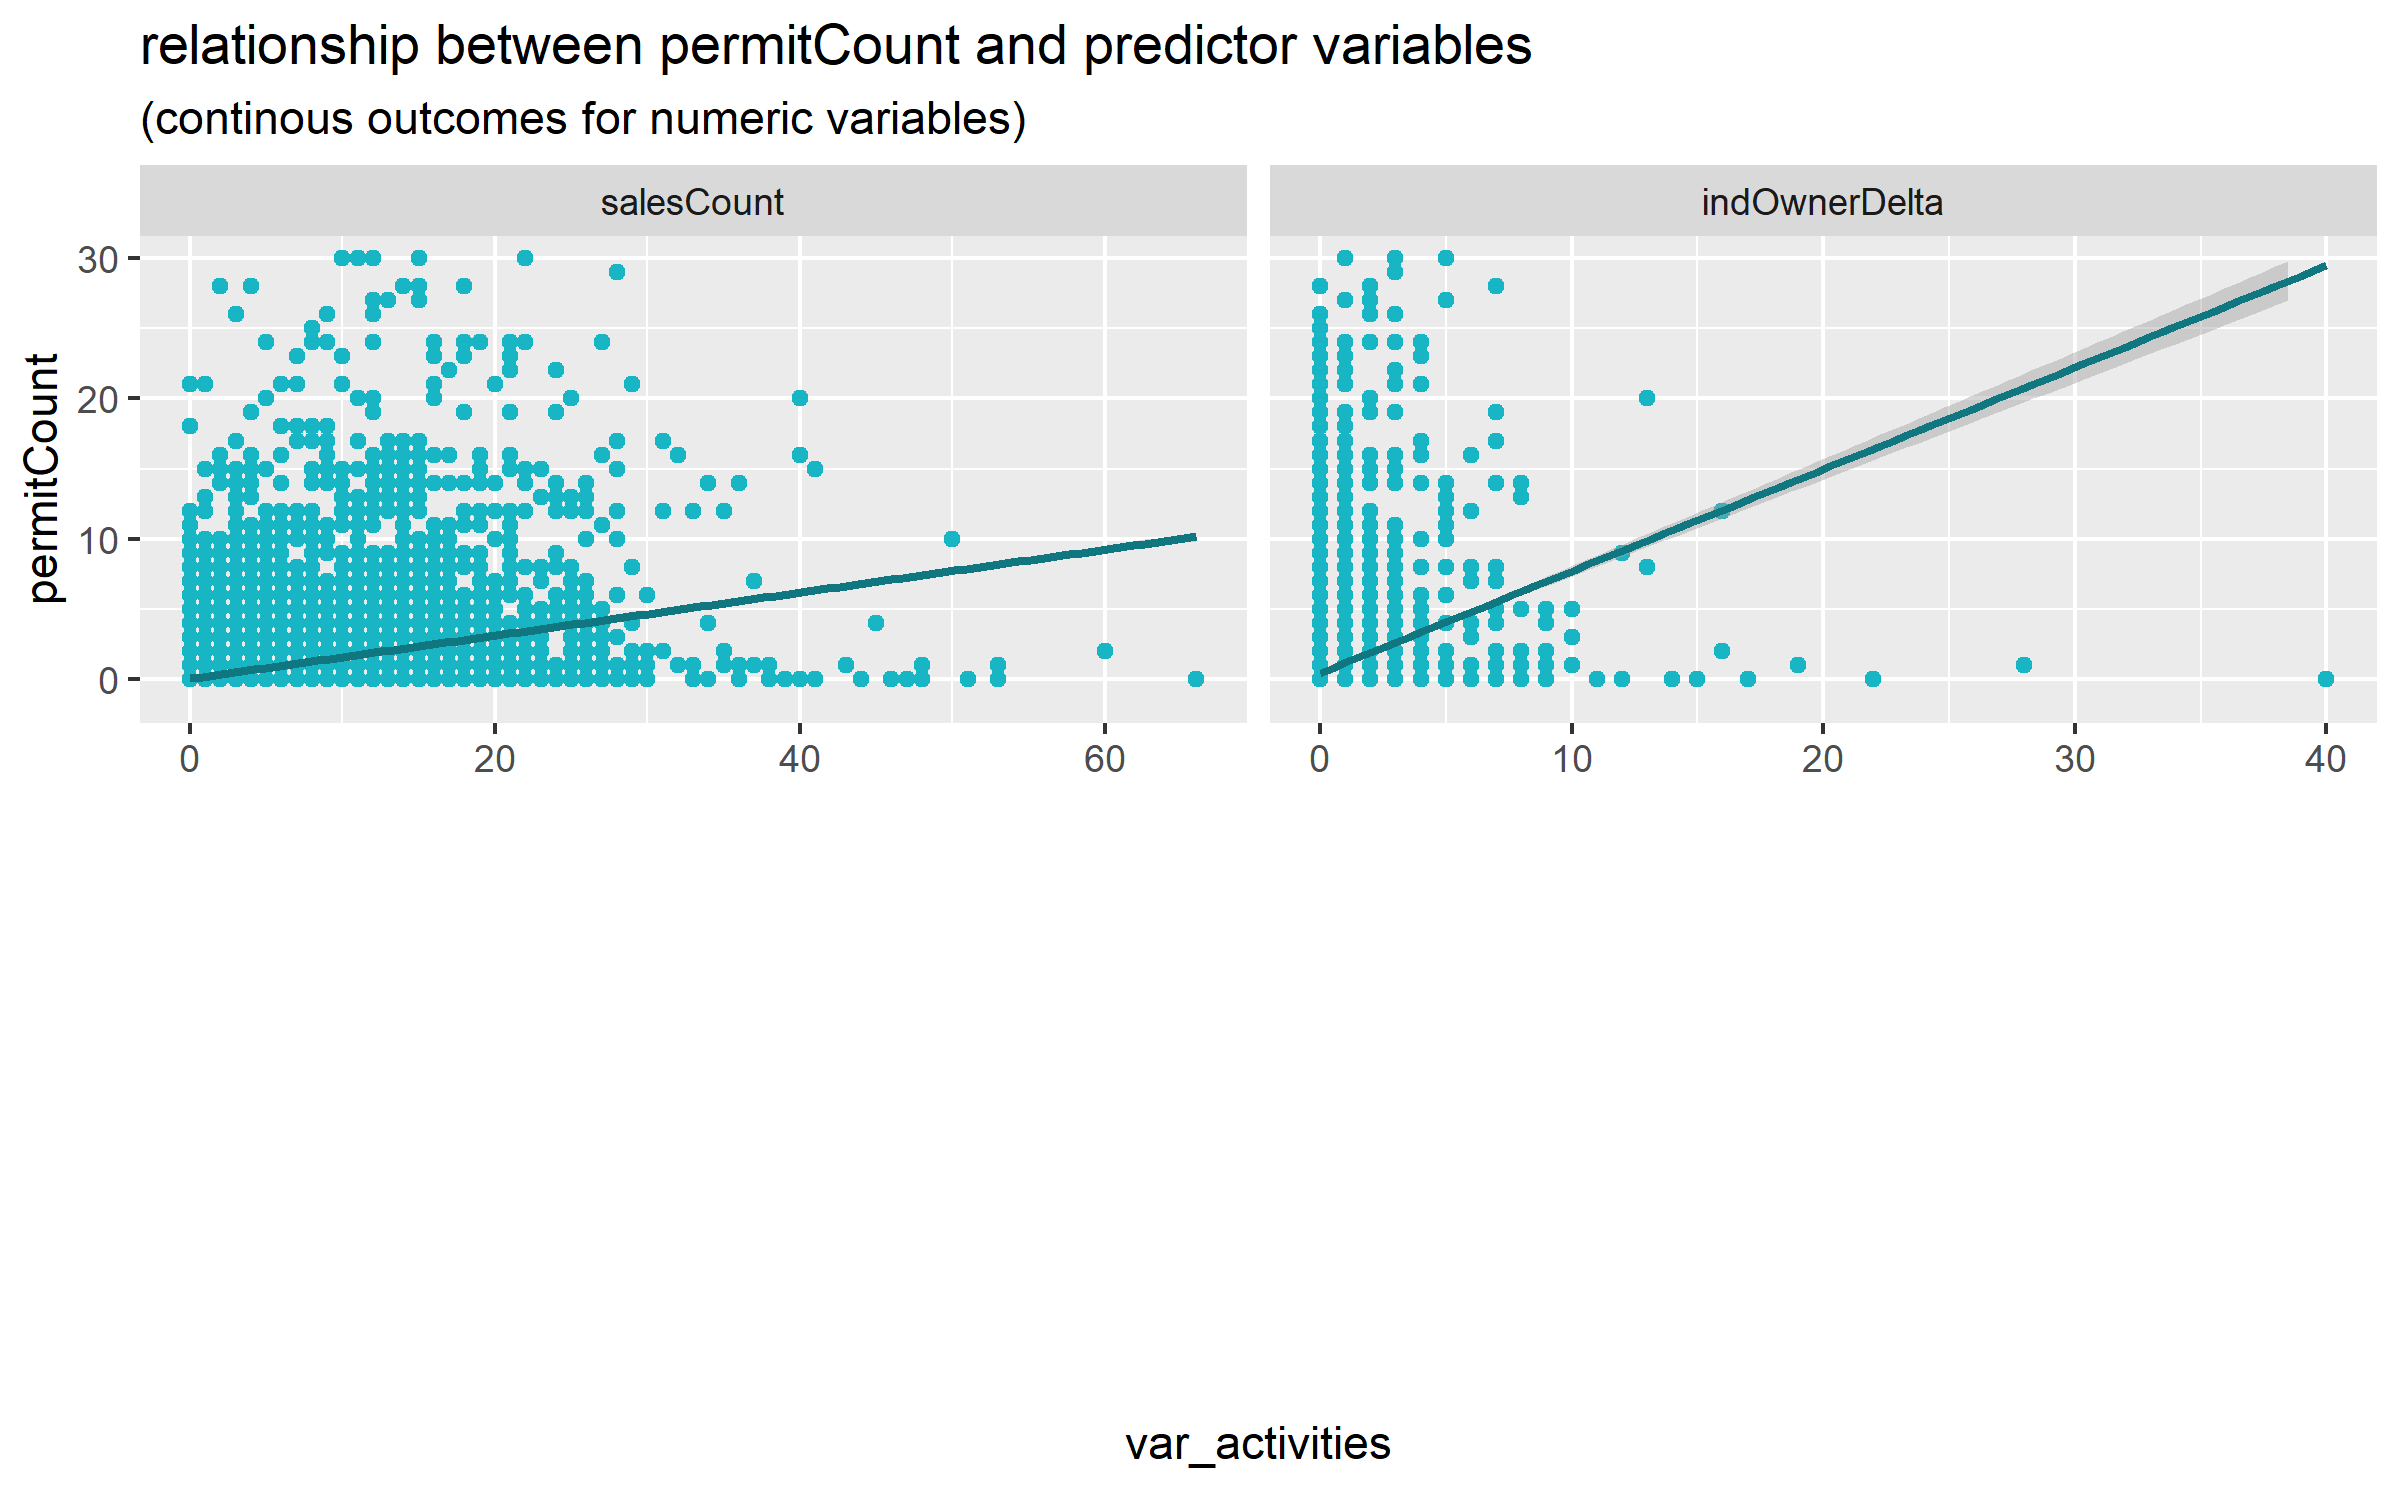 relationship between permitCount and predictor variables
(continous outcomes for numeric variables)
salesCount
indOwnerDelta
permitCount
30
20
10
0
0 20 40 60
0 10 20 30 40
var_activities